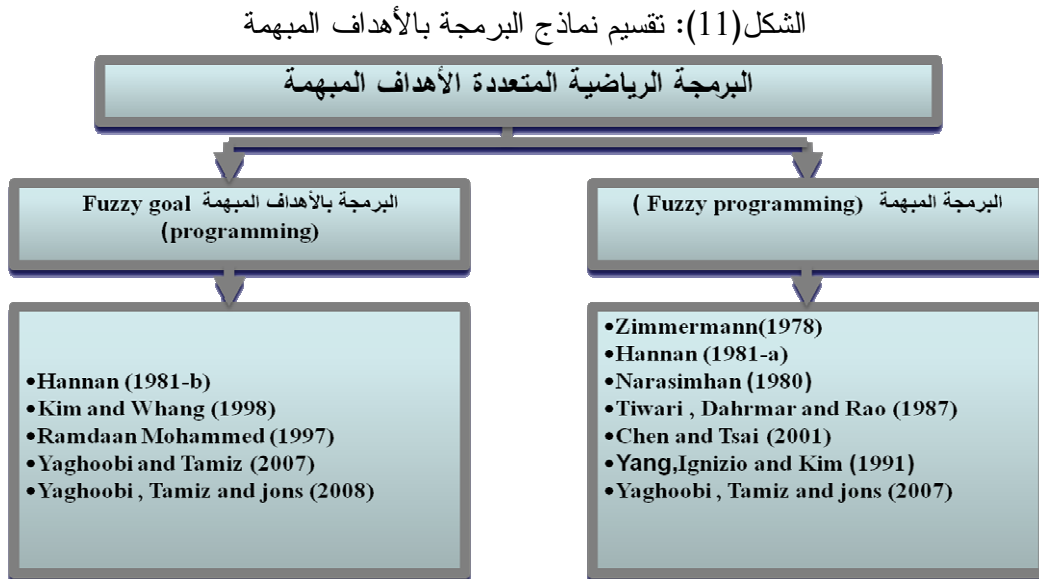 الشكل(11): تقسيم نماذج البرمجة بالأهداف المبهمة
البرمجة الرياضية المتعددة الأهداف المبهمة
البرمجة المبهمة (Fuzzy programming )
•Zimmermann(1978)
•Hannan (1981-a)
•Narasimhan (1980)
•Tiwari , Dahrmar and Rao (1987)
•Chen and Tsai (2001)
•Yang,Ignizio and Kim (1991)
•Yaghoobi , Tamiz and jons (2007)
البرمجة بالأهداف المبهمة Fuzzy goal
(programming)
•Hannan (1981-b)
•Kim and Whang (1998)
•Ramdaan Mohammed (1997)
•Yaghoobi and Tamiz (2007)
•Yaghoobi , Tamiz and jons (2008)